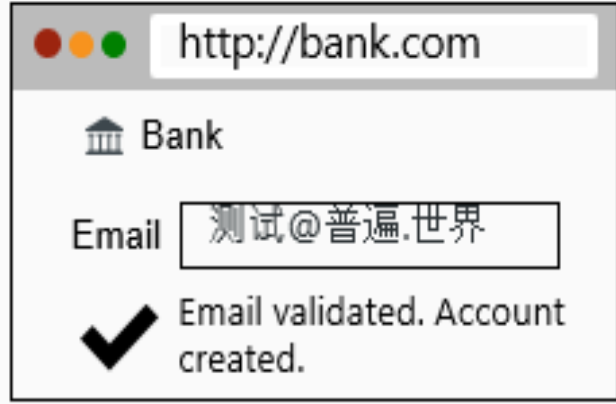 http://bank.com
Bank
Email 测试@普遍.世界
Email validated. Account
created.